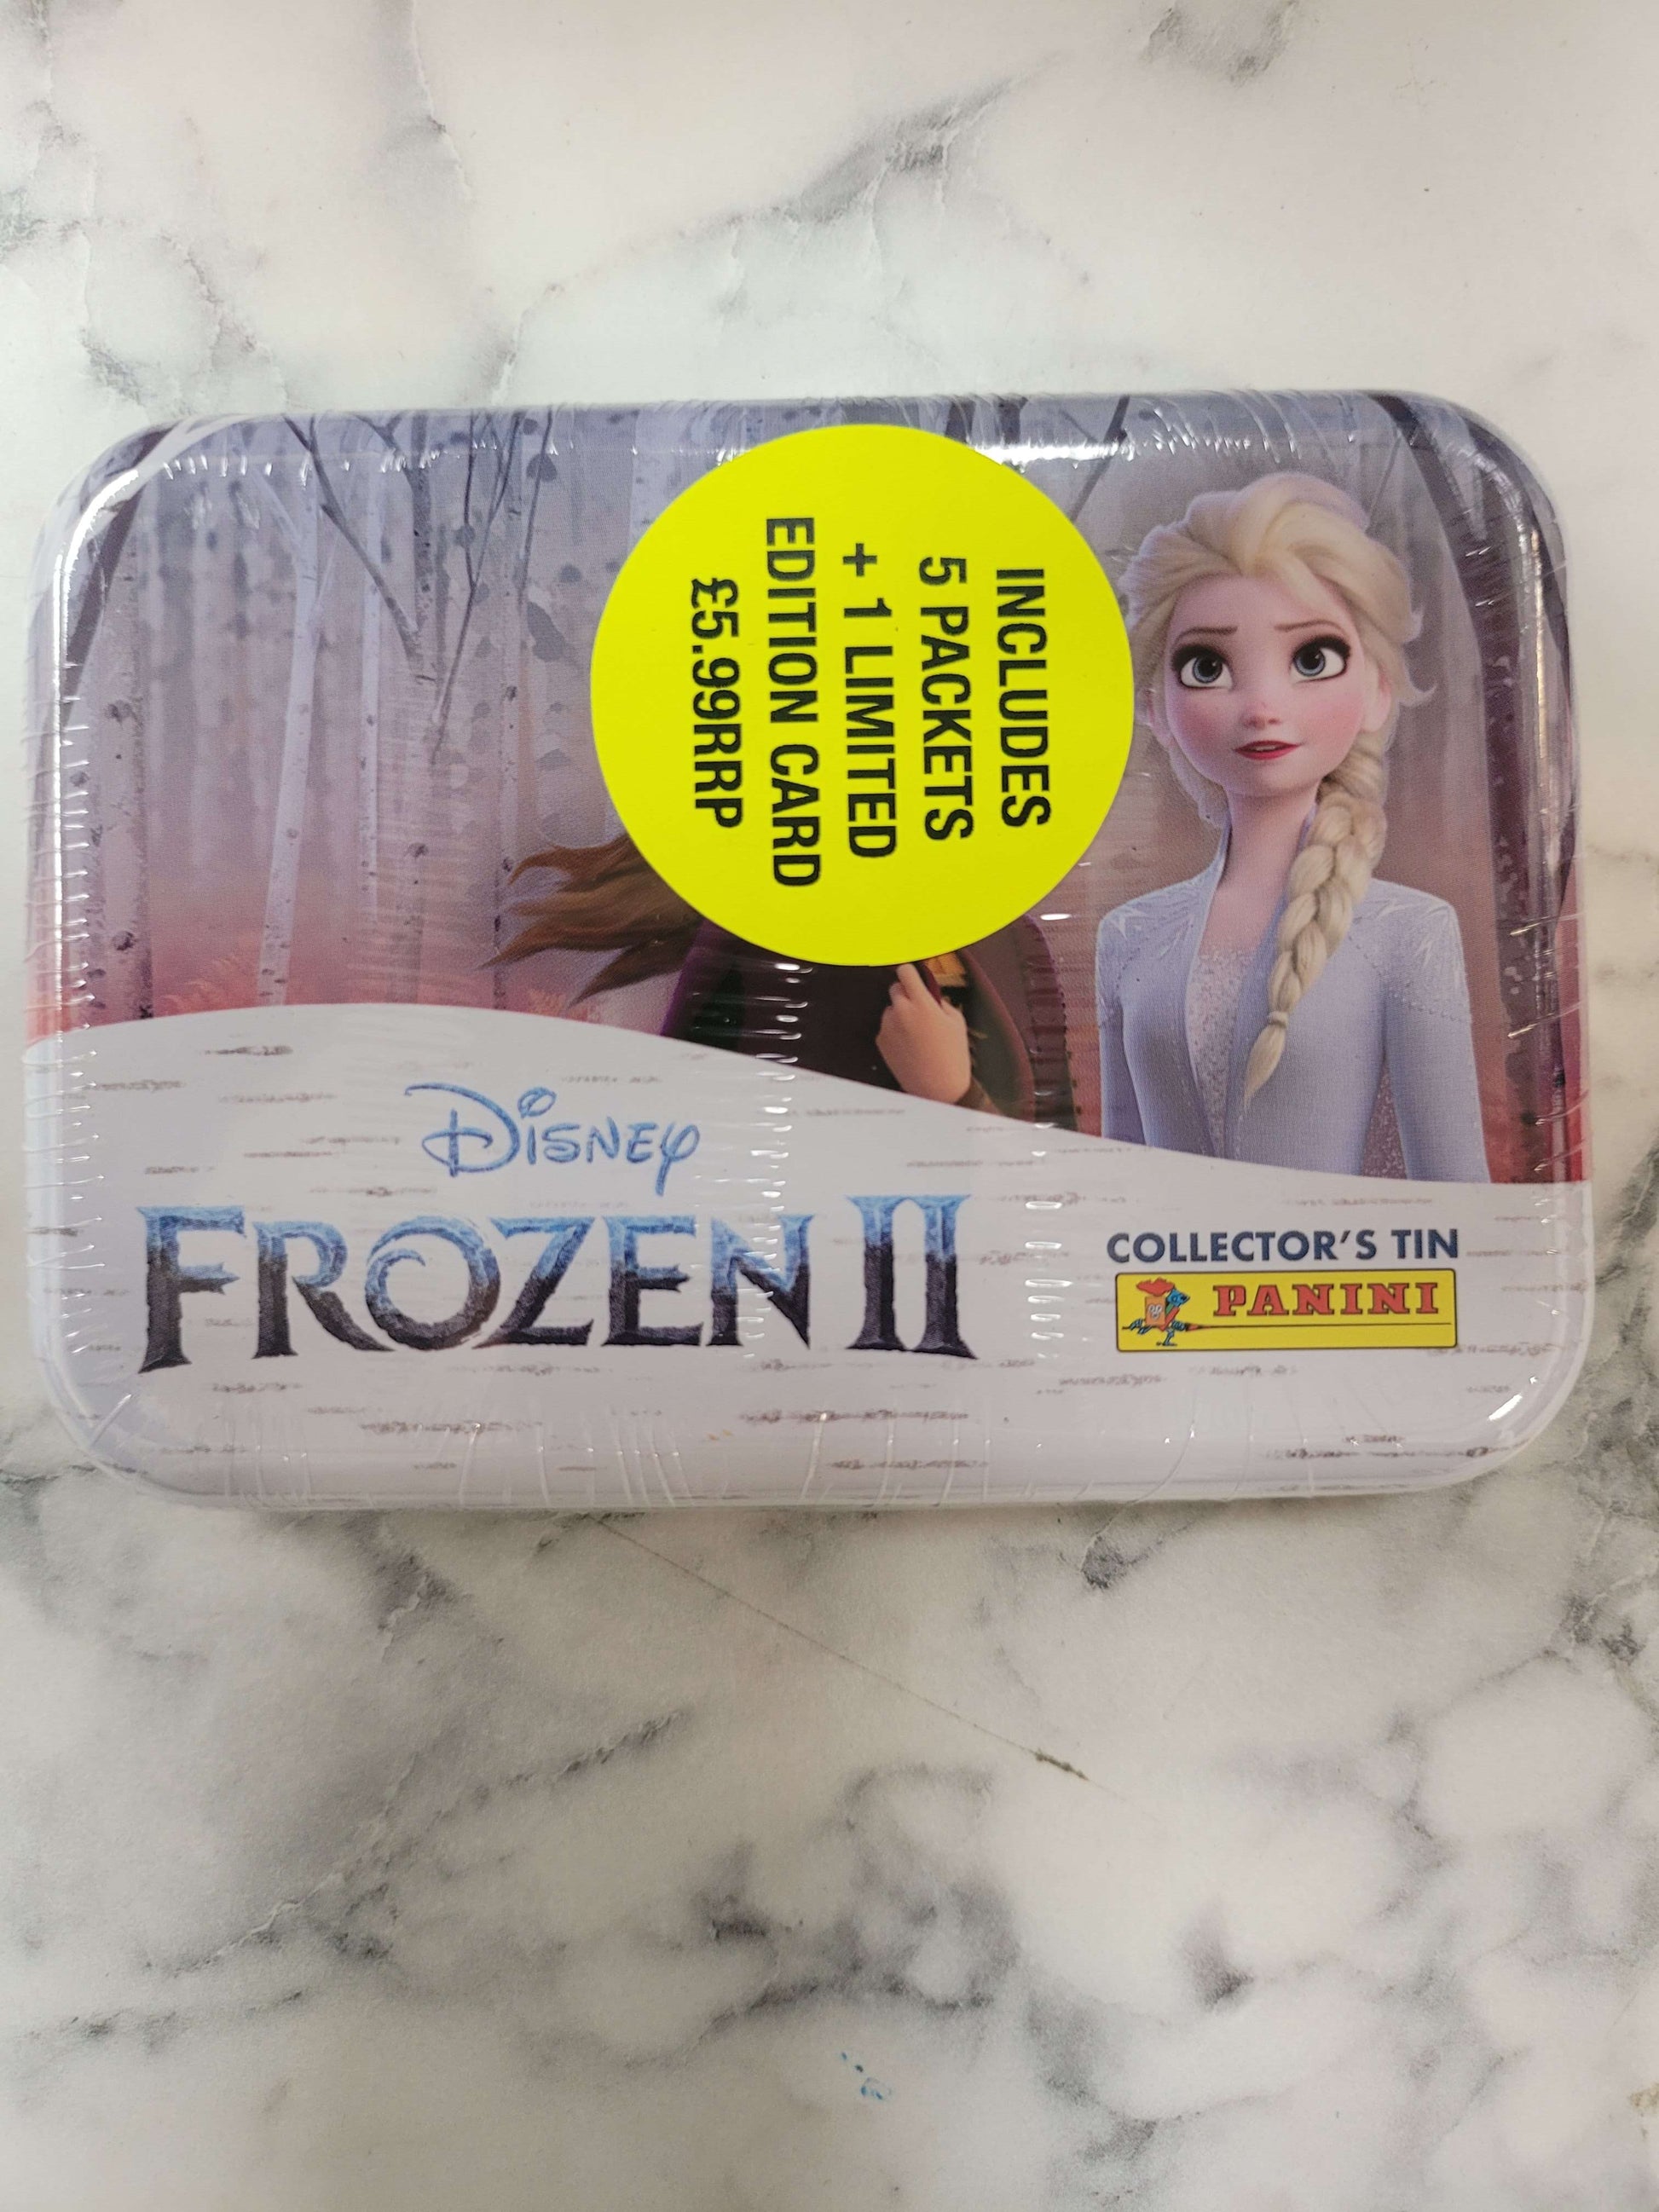 INCLUDES
5 PACKETS
+ 1 LIMITED
EDITION CARD
£5.99RRP
DISNEY
FROZEN II
COLLECTOR'S TIN
PANINI